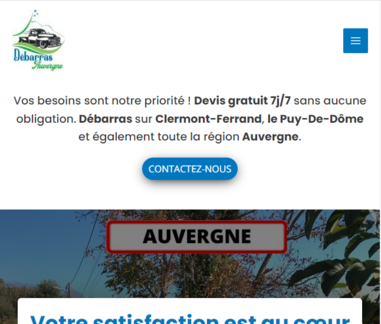 Débarras
Auvergne
Vos besoins sont notre priorité ! Devis gratuit 7j/7 sans aucune
obligation. Débarras sur Clermont-Ferrand, le Puy-De-Dôme
et également toute la région Auvergne.
CONTACTEZ-NOUS
AUVERGNE
Votre satisfaction est au cœur